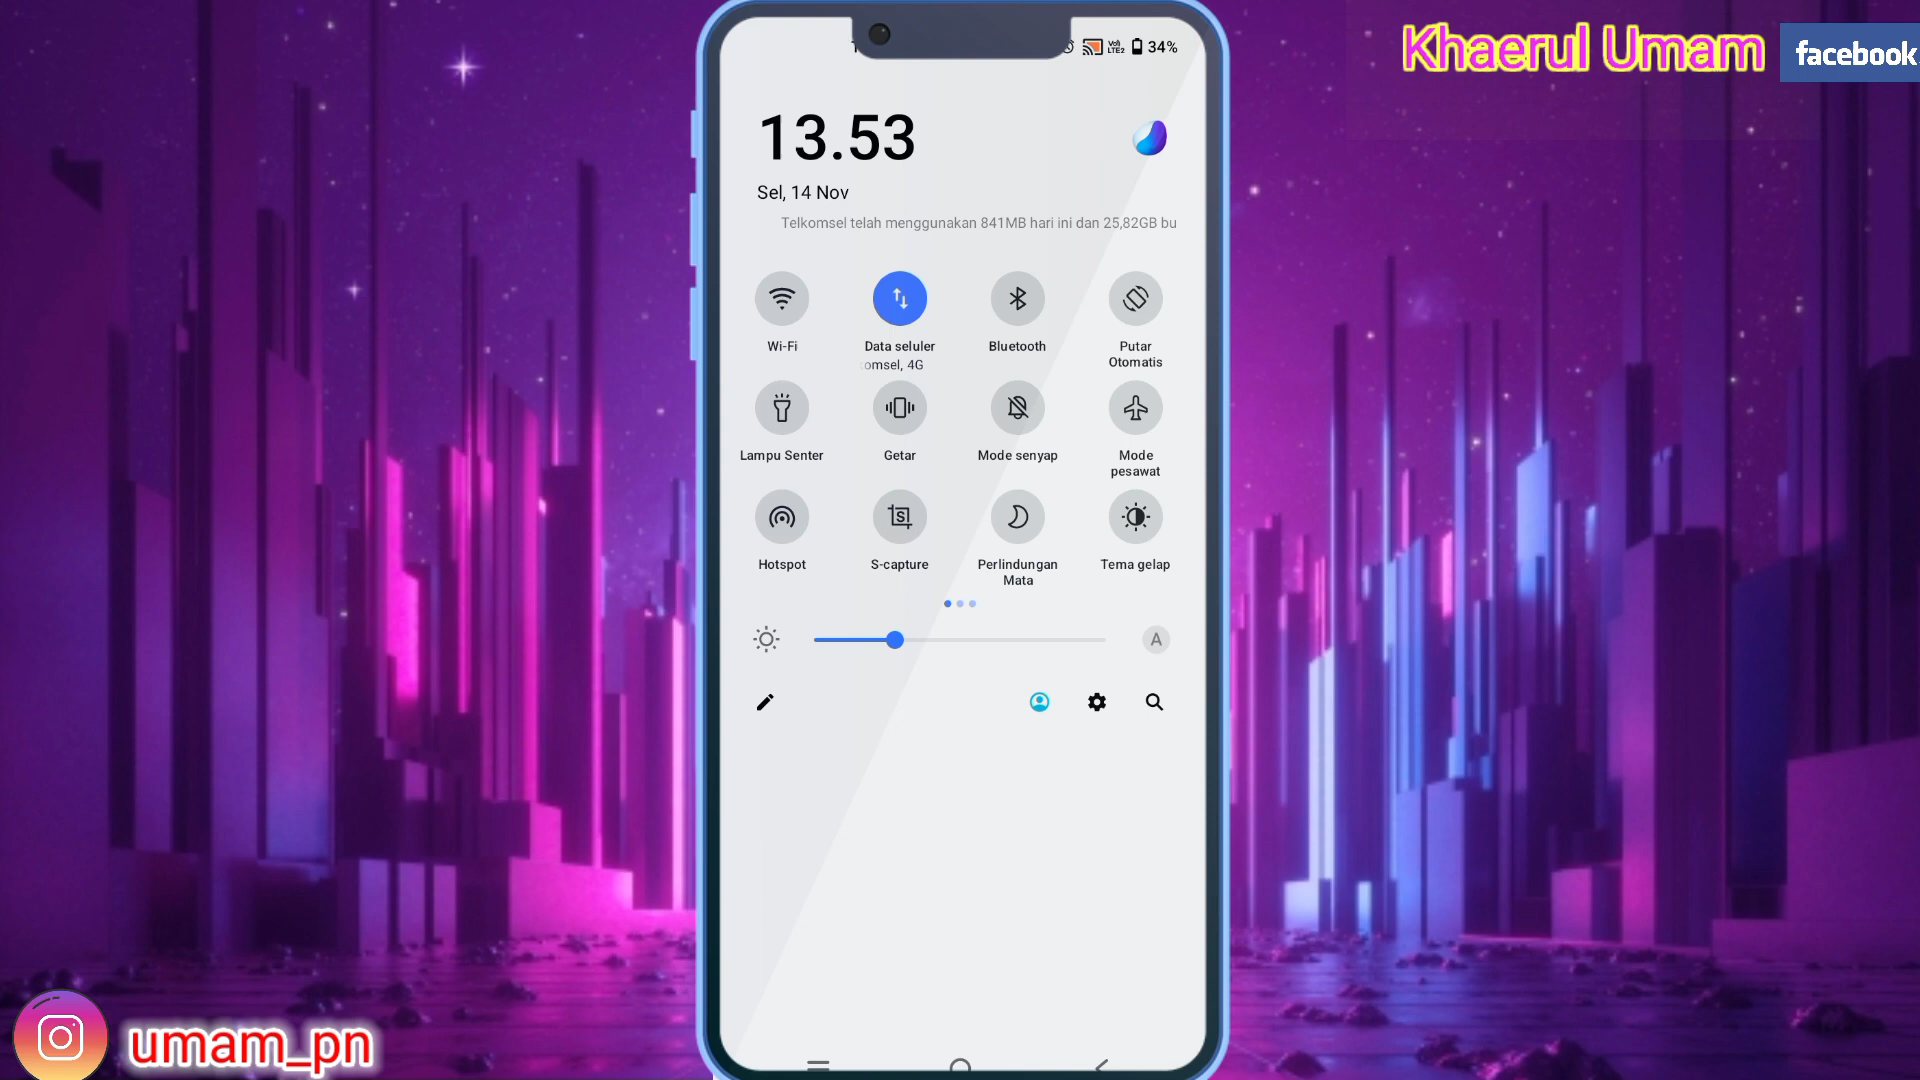 Khaerul Umam
facebook
VoLTE2 34%
13.53
Sel, 14 Nov
Telkomsel telah menggunakan 841MB hari ini dan 25,82GB bu
Wi-Fi
Data seluler
omsel, 4G
Bluetooth
Putar
Otomatis
Lampu Senter
Getar
Mode senyap
Mode
pesawat
S
Hotspot
S-capture
Perlindungan
Mata
Tema gelap
A
umam_pn